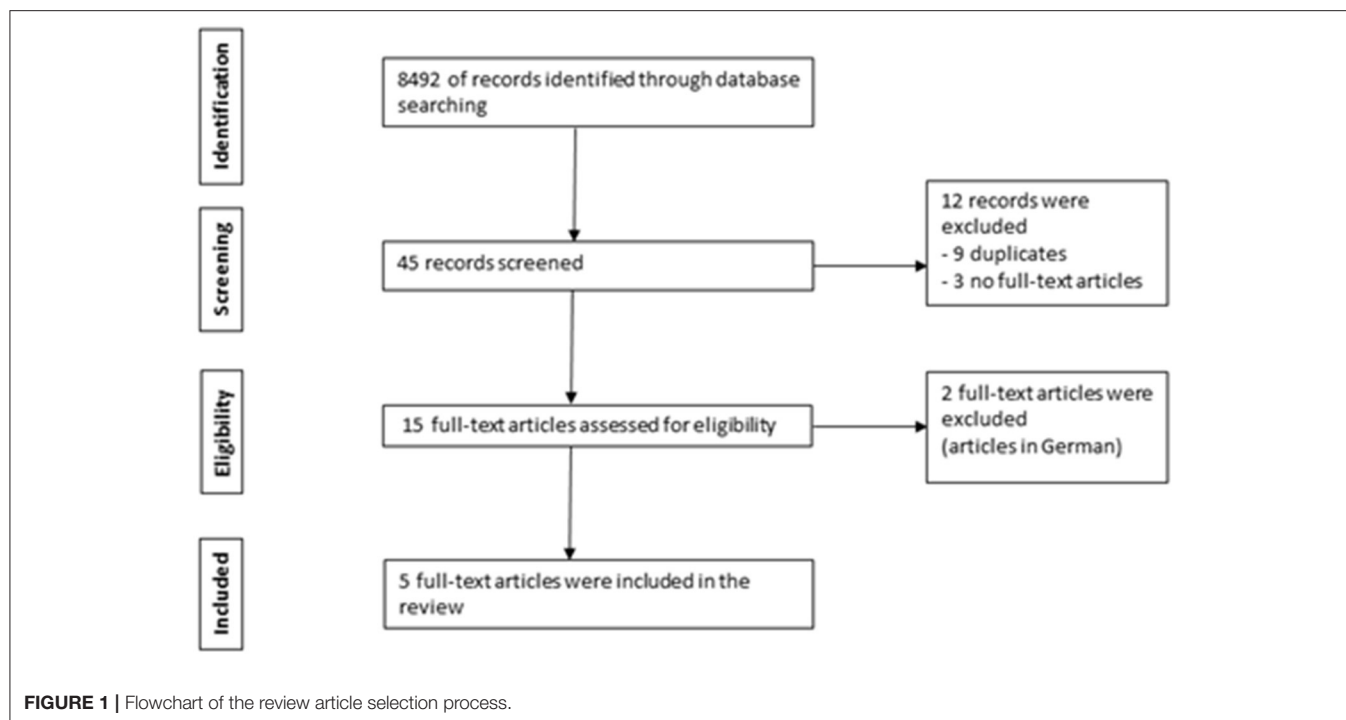 Identification
8492 of records identified through database
searching
Screening
45 records screened
12 records were
excluded
- 9 duplicates
- 3 no full-text articles
Eligibility
15 full-text articles assessed for eligibility
2 full-text articles were
excluded
(articles in German)
Included
5 full-text articles were included in the
review
FIGURE 1 | Flowchart of the review article selection process.